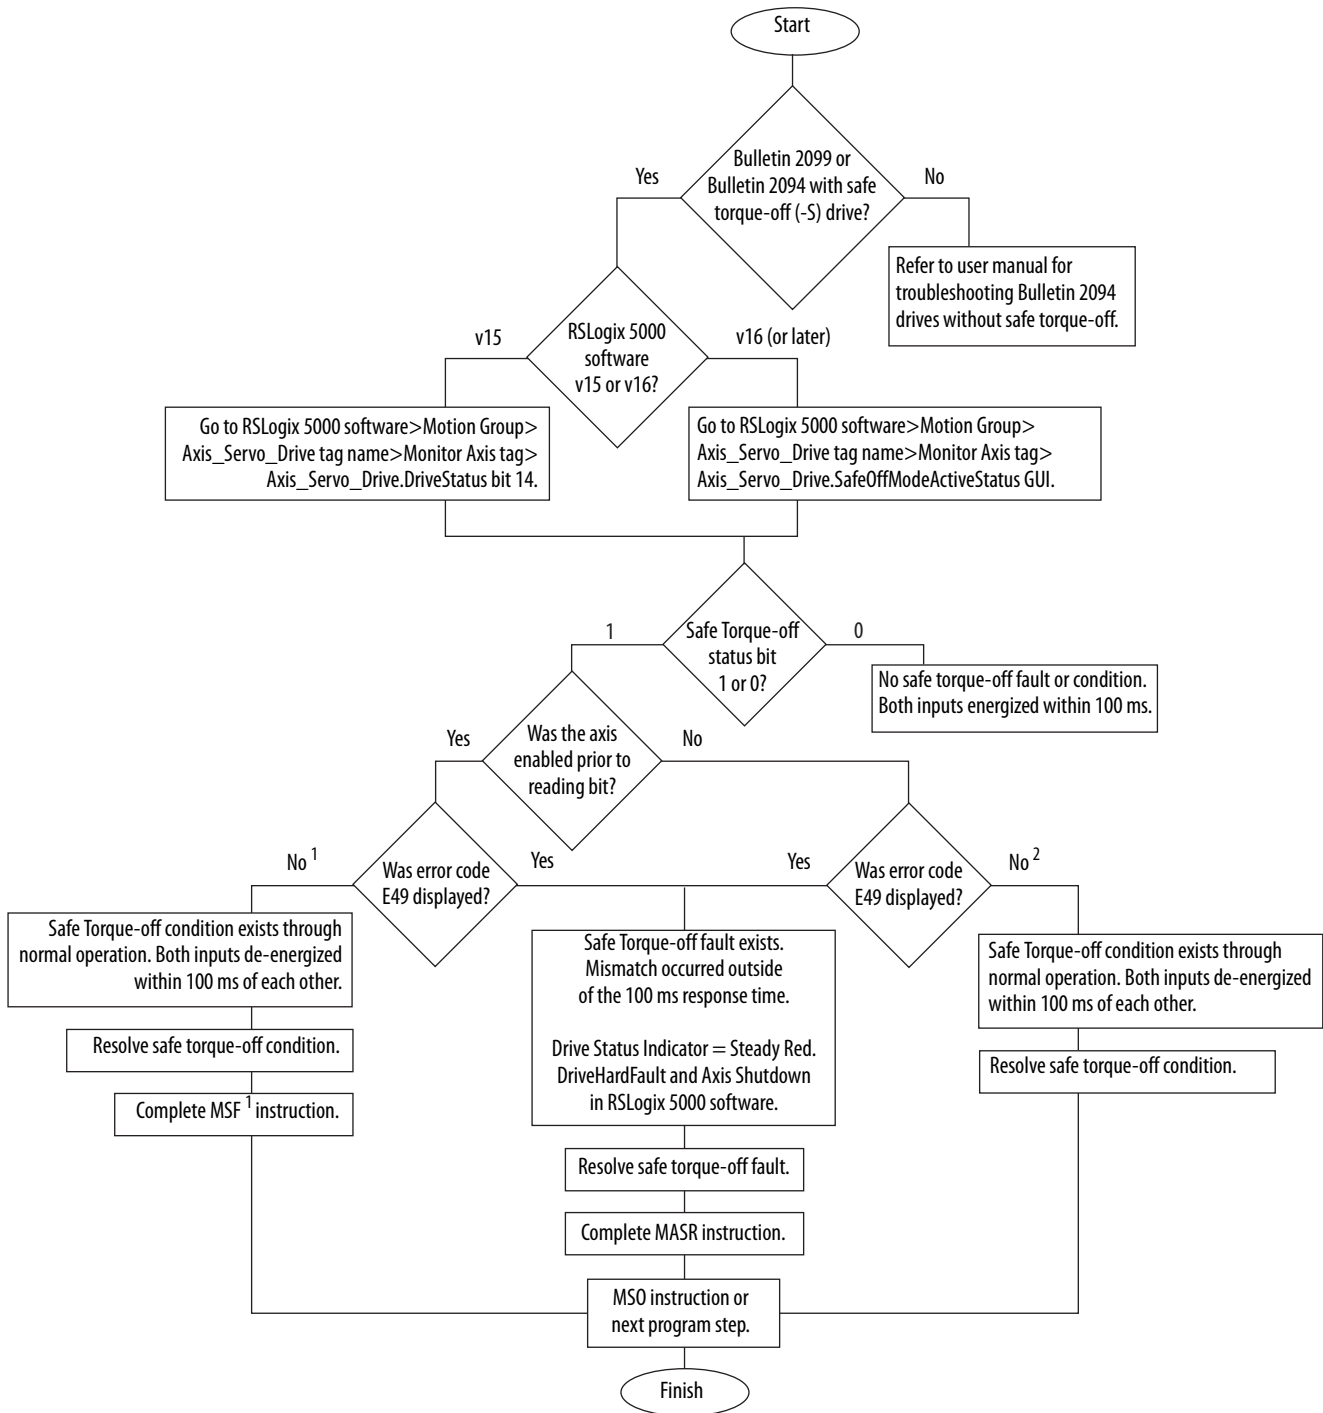 Start
Bulletin 2099 or
Bulletin 2094 with safe
torque-off (-S) drive?
Yes
No
Refer to user manual for
troubleshooting Bulletin 2094
drives without safe torque-off.
RSLogix 5000
software
v15 or v16?
v15
v16 (or later)
Go to RSLogix 5000 software>Motion Group>
Axis_Servo_Drive tag name>Monitor Axis tag>
Axis_Servo_Drive.DriveStatus bit 14.
Go to RSLogix 5000 software>Motion Group>
Axis_Servo_Drive tag name>Monitor Axis tag>
Axis_Servo_Drive.SafeOffModeActiveStatus GUI.
Safe Torque-off
status bit
1 or 0?
1
0
No safe torque-off fault or condition.
Both inputs energized within 100 ms.
Was the axis
enabled prior to
reading bit?
Yes
No
Was error code
E49 displayed?
No 1
Yes
Was error code
E49 displayed?
Yes
No 2
Safe Torque-off condition exists through
normal operation. Both inputs de-energized
within 100 ms of each other.
Resolve safe torque-off condition.
Complete MSF 1 instruction.
Safe Torque-off fault exists.
Mismatch occurred outside
of the 100 ms response time.
Drive Status Indicator = Steady Red.
DriveHardFault and Axis Shutdown
in RSLogix 5000 software.
Resolve safe torque-off fault.
Complete MASR instruction.
Safe Torque-off condition exists through
normal operation. Both inputs de-energized
within 100 ms of each other.
Resolve safe torque-off condition.
MSO instruction or
next program step.
Finish